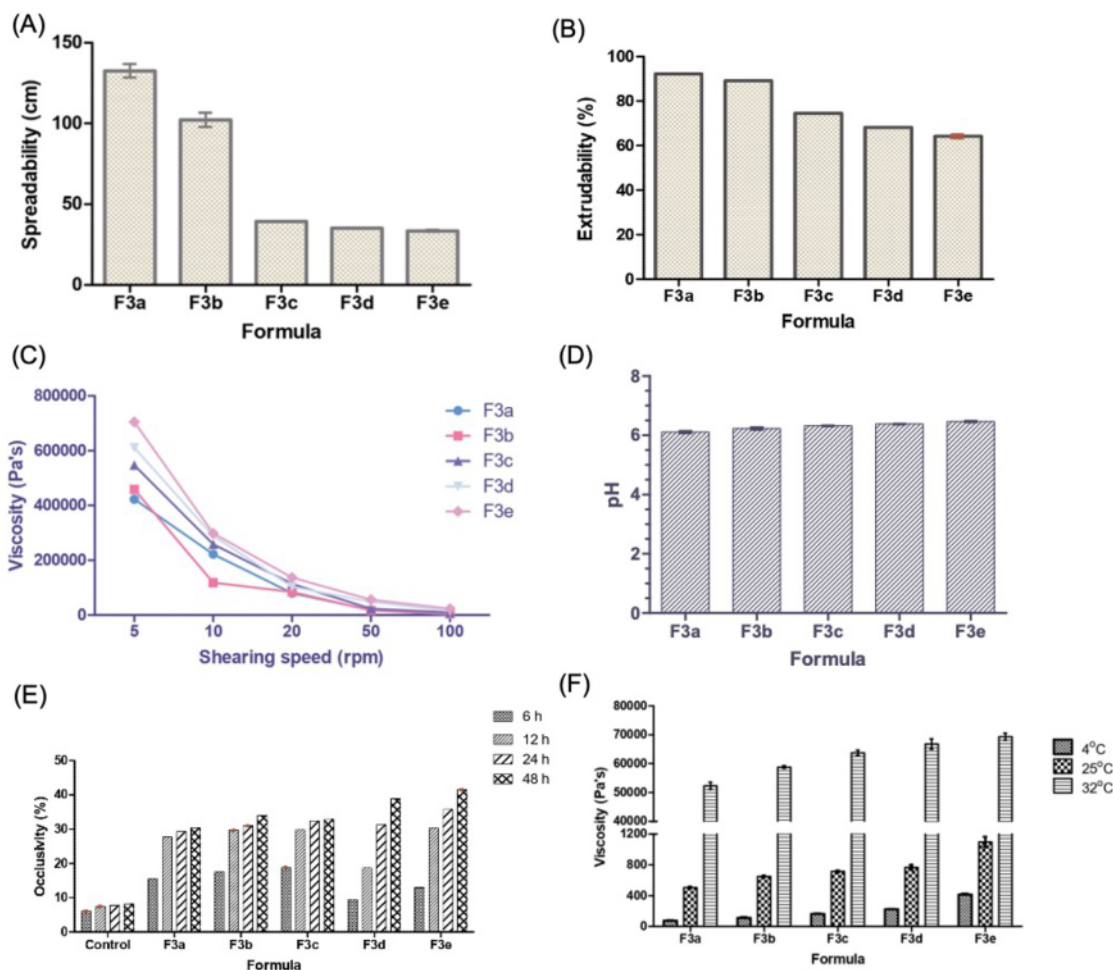 (A)
150
100
50
0
Spreadability (cm)
F3a F3b F3c F3d F3e
Formula
(B)
100
80
60
40
20
0
Extrudability (%)
F3a F3b F3c F3d F3e
Formula
(C)
800000
600000
400000
200000
0
Viscosity (Pa's)
F3a
F3b
F3c
F3d
F3e
5 10 20 50 100
Shearing speed (rpm)
(D)
8
6
4
2
0
pH
F3a F3b F3c F3d F3e
Formula
(E)
6 h
12 h
24 h
48 h
50
40
30
20
10
0
Occlusivity (%)
Control F3a F3b F3c F3d F3e
Formula
(F)
80000
70000
60000
50000
40000
1200
800
400
0
Viscosity (Pa's)
4°C
25°C
32°C
F3a F3b F3c F3d F3e
Formula